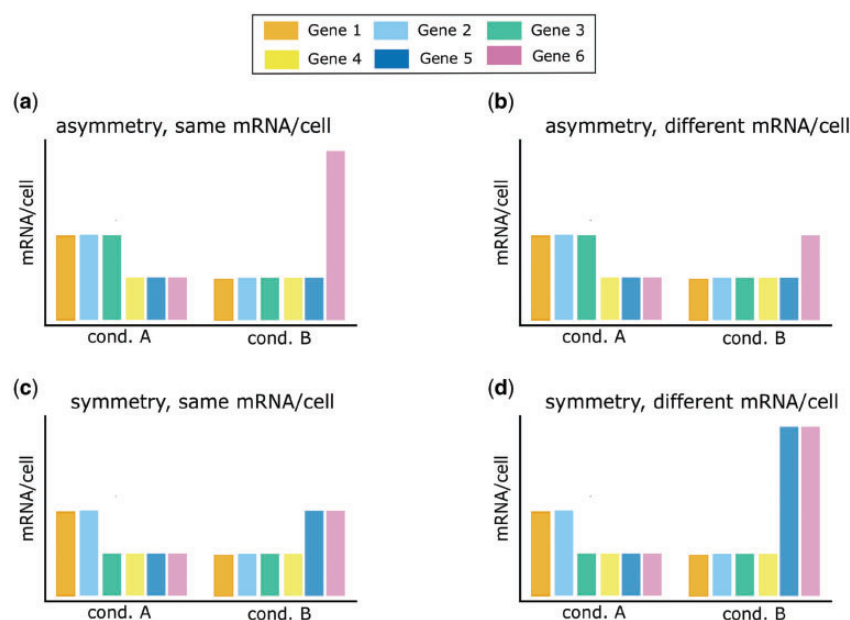 Gene 1 Gene 2 Gene 3
Gene 4 Gene 5 Gene 6
(a)
asymmetry, same mRNA/cell
mRNA/cell
cond. A cond. B
(b)
asymmetry, different mRNA/cell
mRNA/cell
cond. A cond. B
(c)
symmetry, same mRNA/cell
mRNA/cell
cond. A cond. B
(d)
symmetry, different mRNA/cell
mRNA/cell
cond. A cond. B